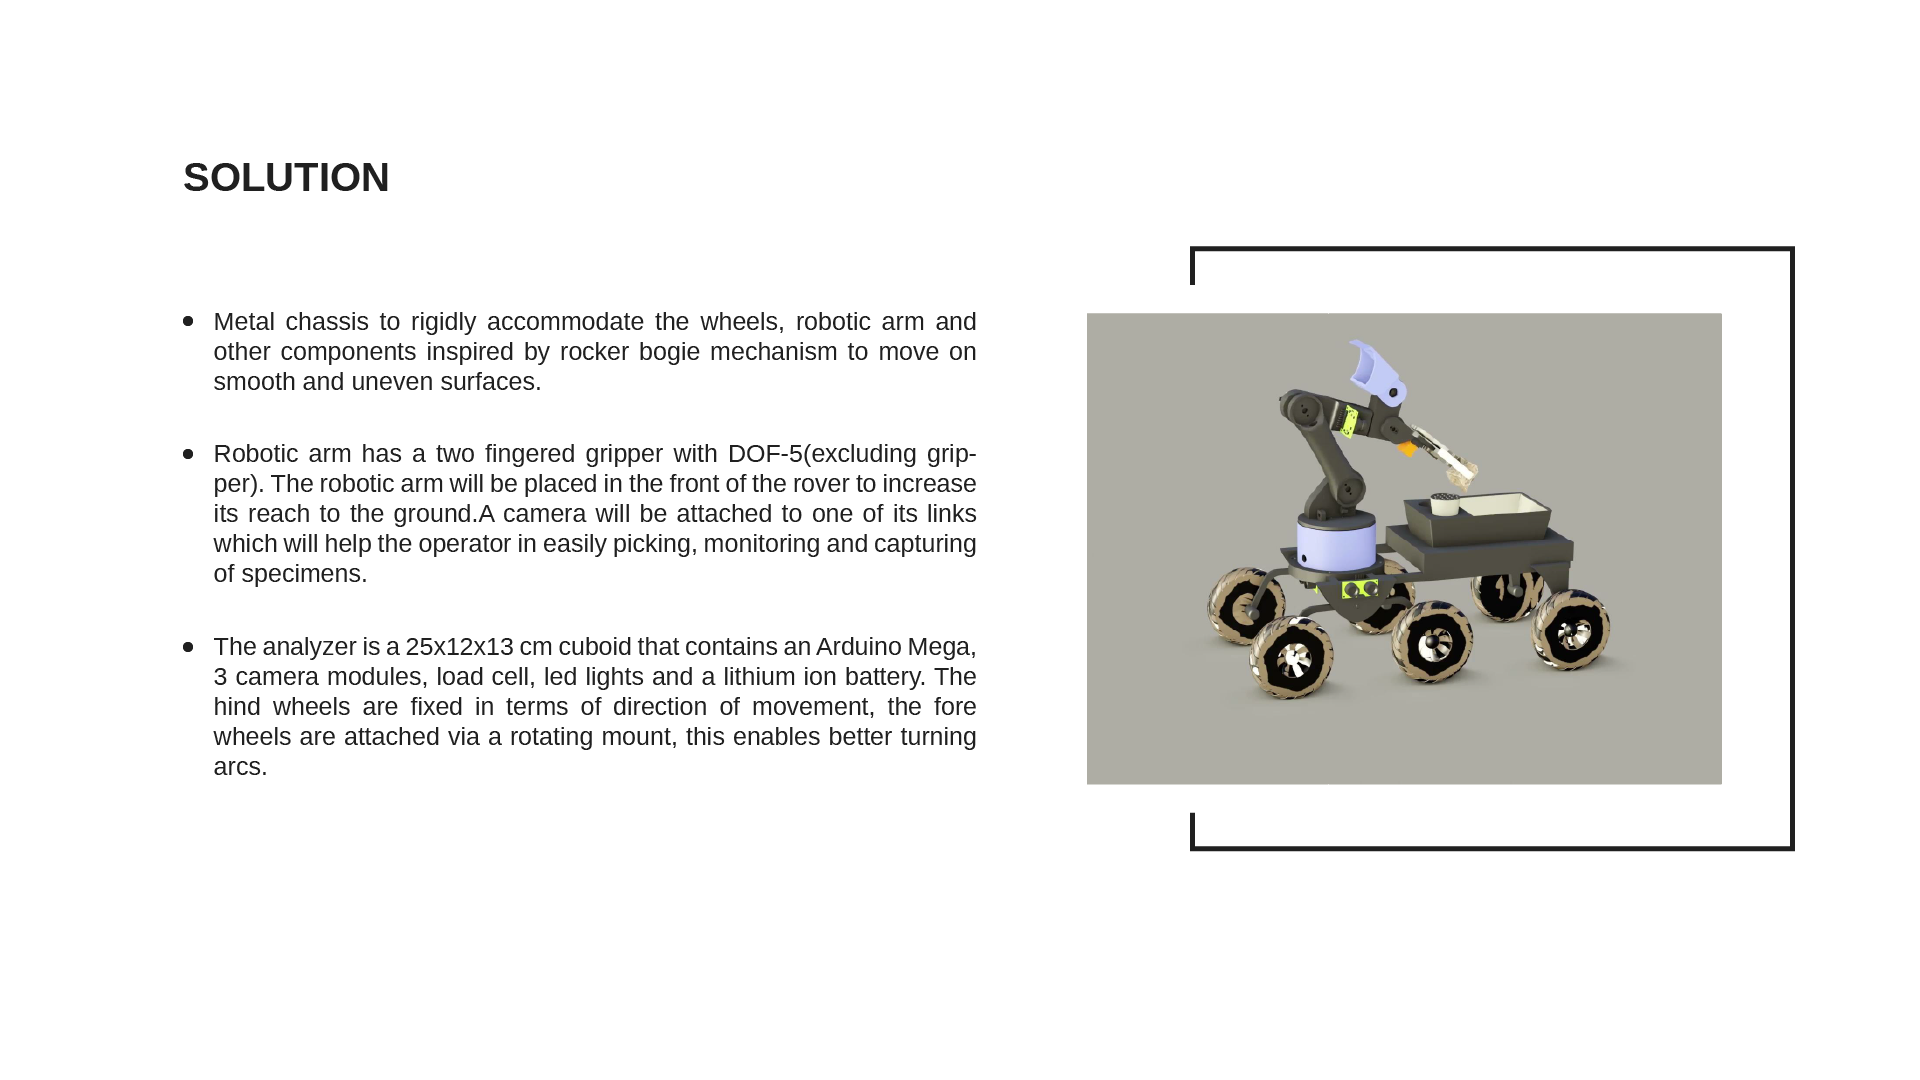 SOLUTION
Metal chassis to rigidly accommodate the wheels, robotic arm and
other components inspired by rocker bogie mechanism to move on
smooth and uneven surfaces.
Robotic arm has a two fingered gripper with DOF-5(excluding grip-
per). The robotic arm will be placed in the front of the rover to increase
its reach to the ground.A camera will be attached to one of its links
which will help the operator in easily picking, monitoring and capturing
of specimens.
The analyzer is a 25x12x13 cm cuboid that contains an Arduino Mega,
3 camera modules, load cell, led lights and a lithium ion battery. The
hind wheels are fixed in terms of direction of movement, the fore
wheels are attached via a rotating mount, this enables better turning
arcs.